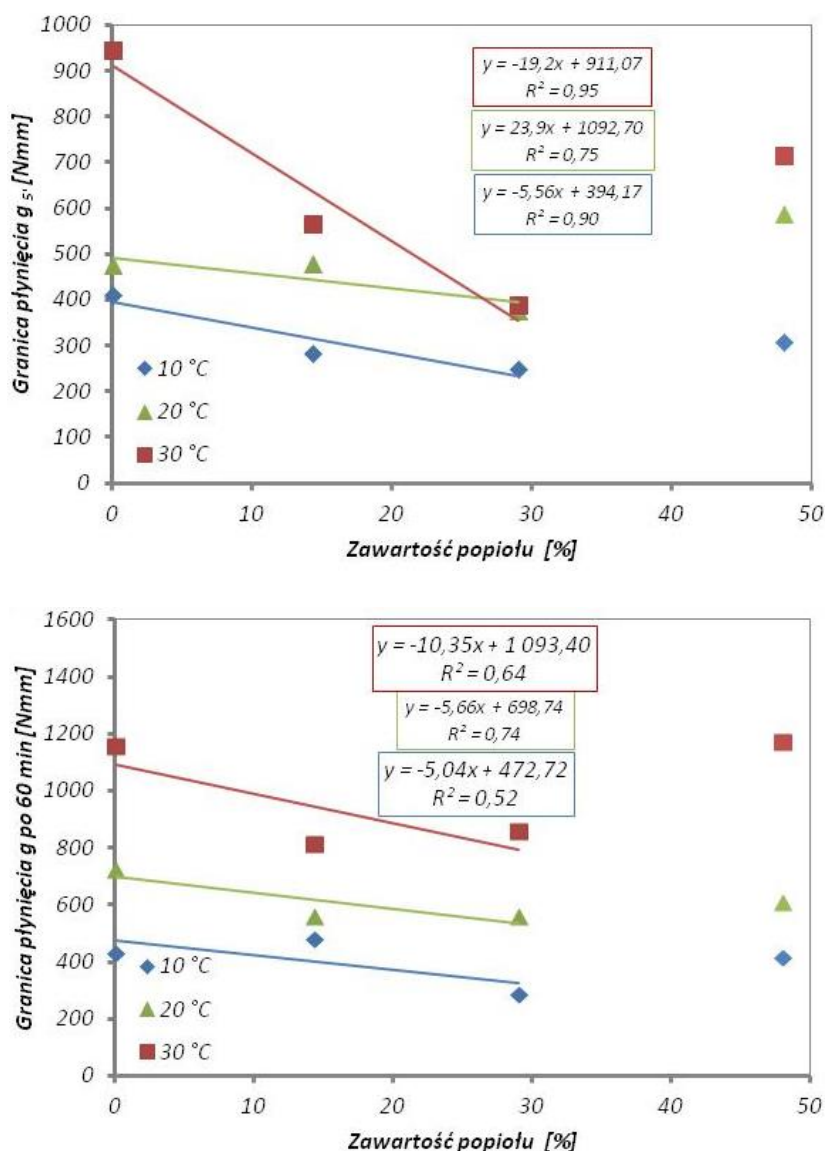 1000
900
800
700
600
500
400
300
200
100
0
Granica płynięcia g 5' [Nmm]
y = -19,2x + 911,07
R² = 0,95
y = 23,9x + 1092,70
R² = 0,75
y = -5,56x + 394,17
R² = 0,90
10 °C
20 °C
30 °C
0 10 20 30 40 50
Zawartość popiołu [%]
1600
1400
1200
1000
800
600
400
200
0
Granica płynięcia g po 60 min [Nmm]
y = -10,35x + 1 093,40
R² = 0,64
y = -5,66x + 698,74
R² = 0,74
y = -5,04x + 472,72
R² = 0,52
10 °C
20 °C
30 °C
0 10 20 30 40 50
Zawartość popiołu [%]